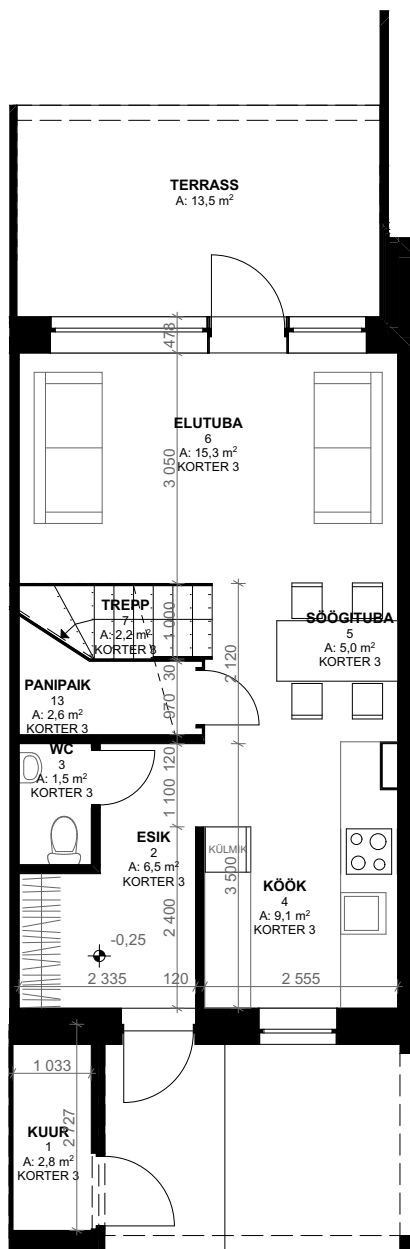 TERRASS
A: 13,5 m²
478
ELUTUBA
6
A: 15,3 m²
KORTER 3
3 050
TREPP
7
A: 2,2 m²
KORTER 3
1 000
SÖÖGITUBA
5
A: 5,0 m²
KORTER 3
2 120
30
PANIPAIK
13
A: 2,6 m²
KORTER 3
970
WC
3
A: 1,5 m²
KORTER 3
120
1 100
ESIK
2
A: 6,5 m²
KORTER 3
KÜLMIK
3 500
KÖÖK
4
A: 9,1 m²
KORTER 3
2 400
-0,25
2 335
120
2 555
1 033
KUUR
1
A: 2,8 m²
KORTER 3
2 727